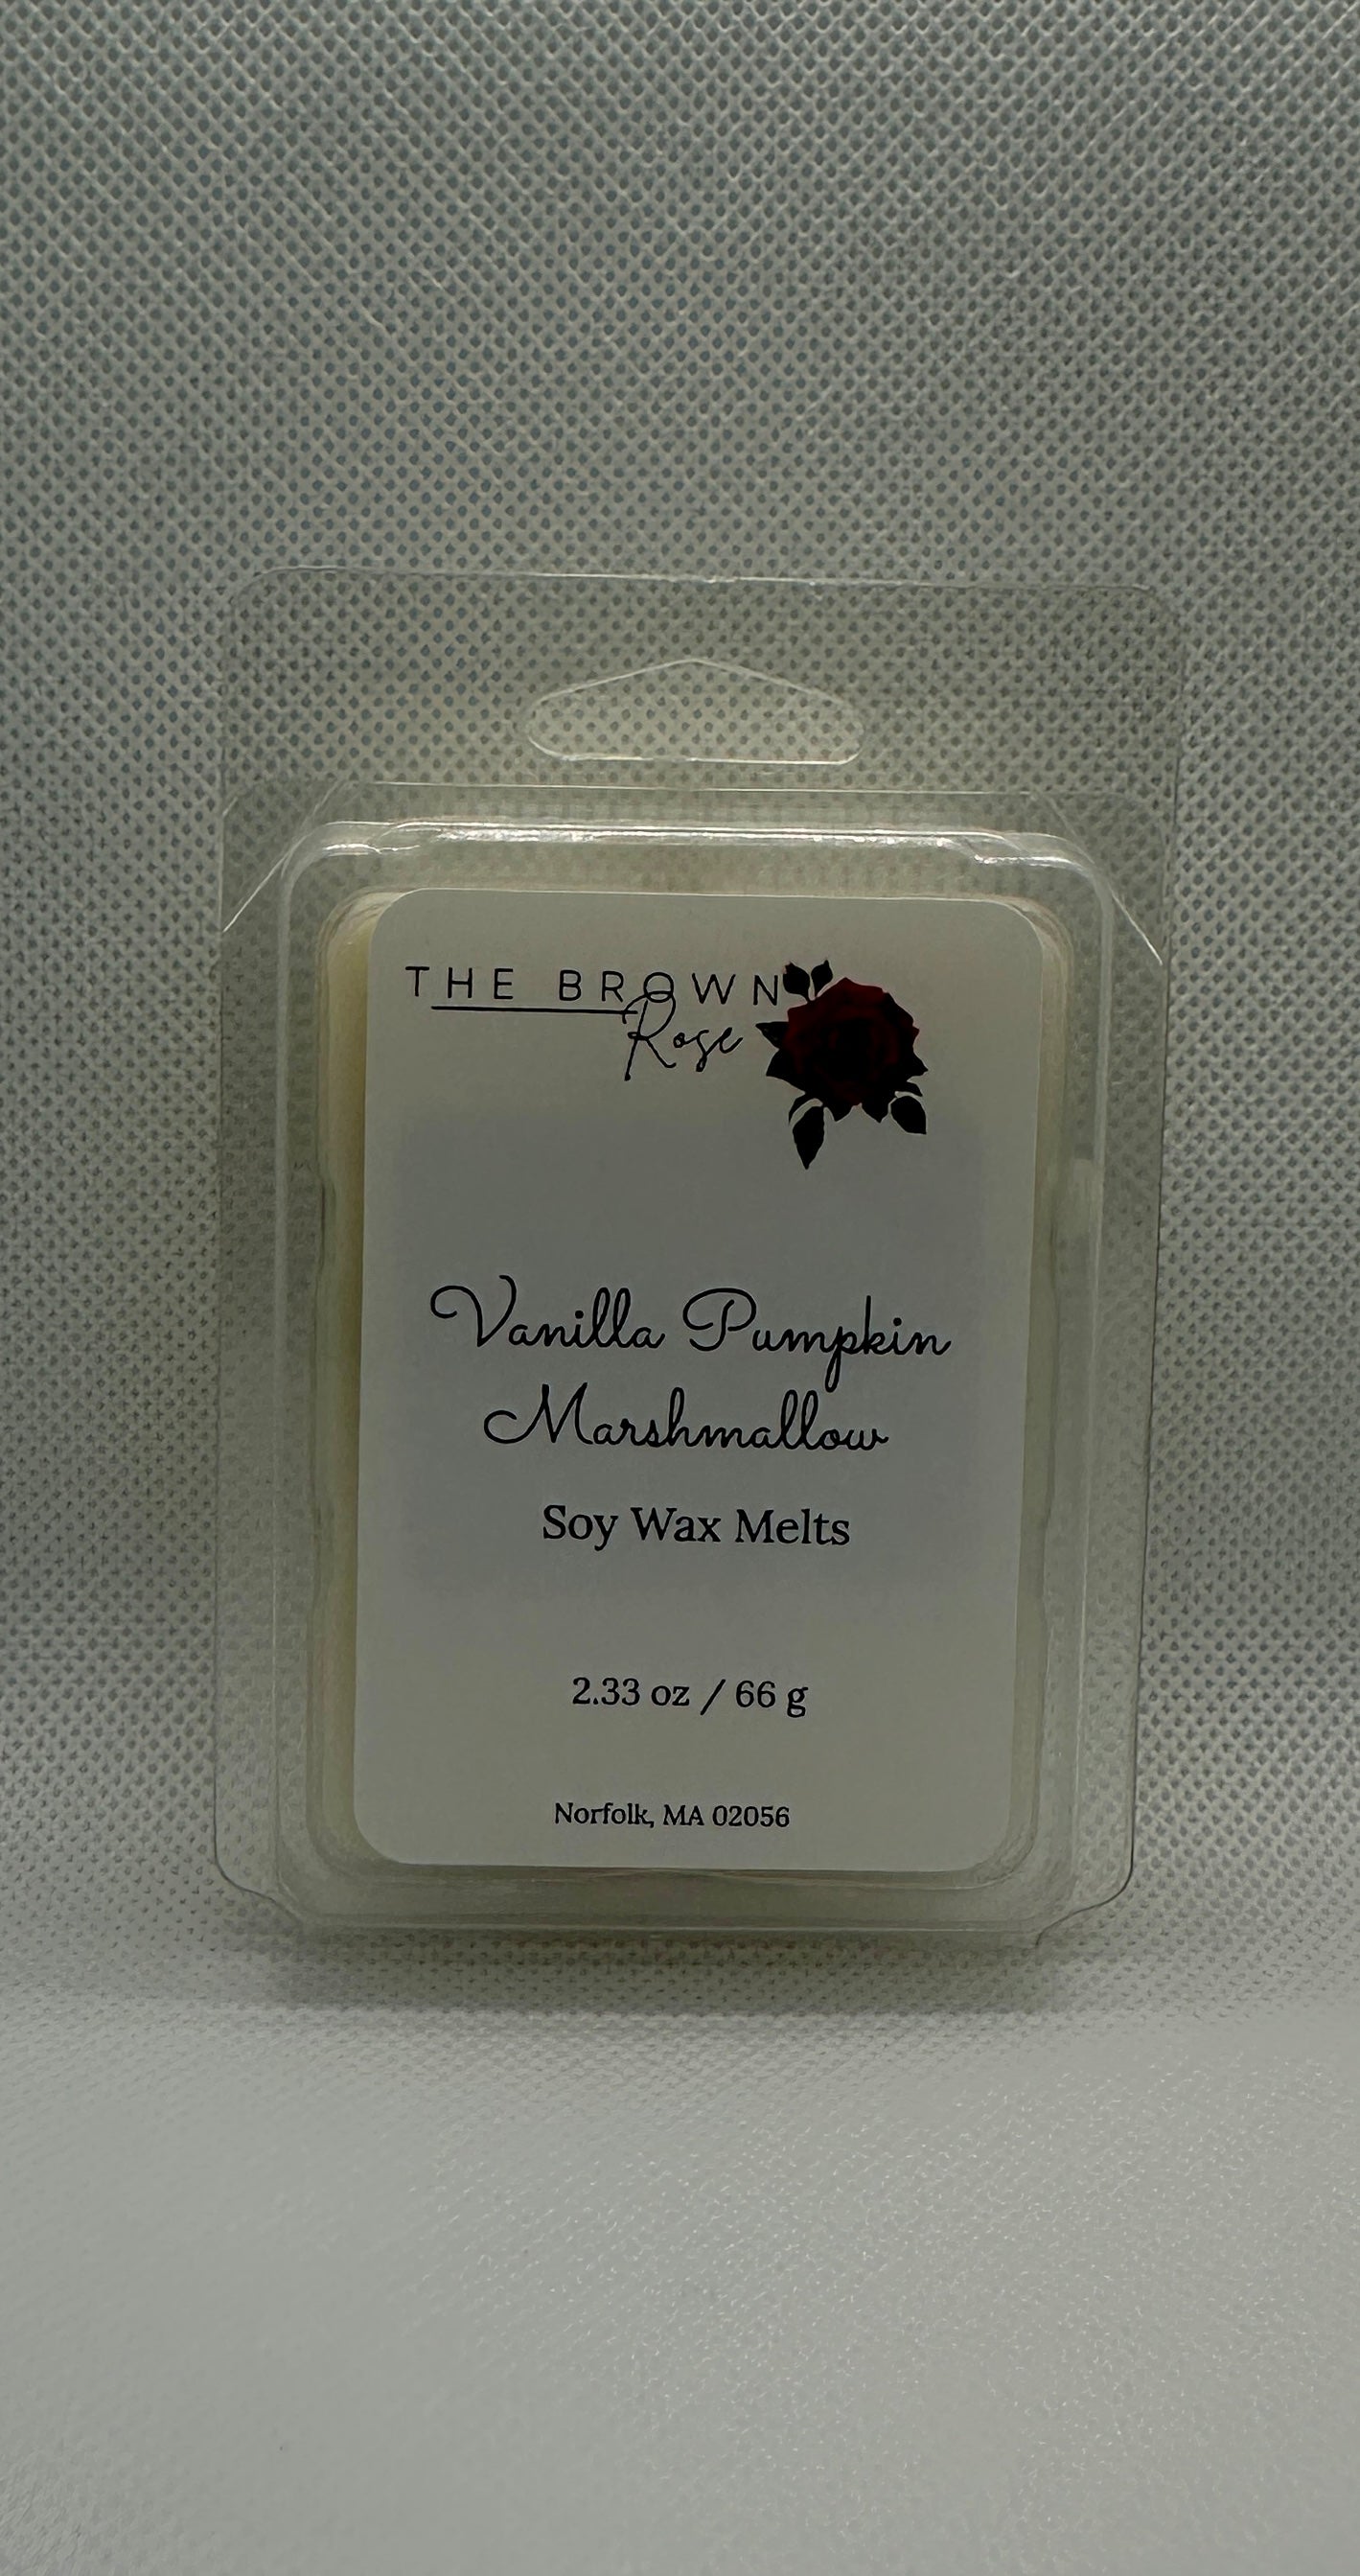 THE BROWN
Rose
Vanilla Pumpkin
Marshmallow
Soy Wax Melts
2.33 oz / 66 g
Norfolk, MA 02056